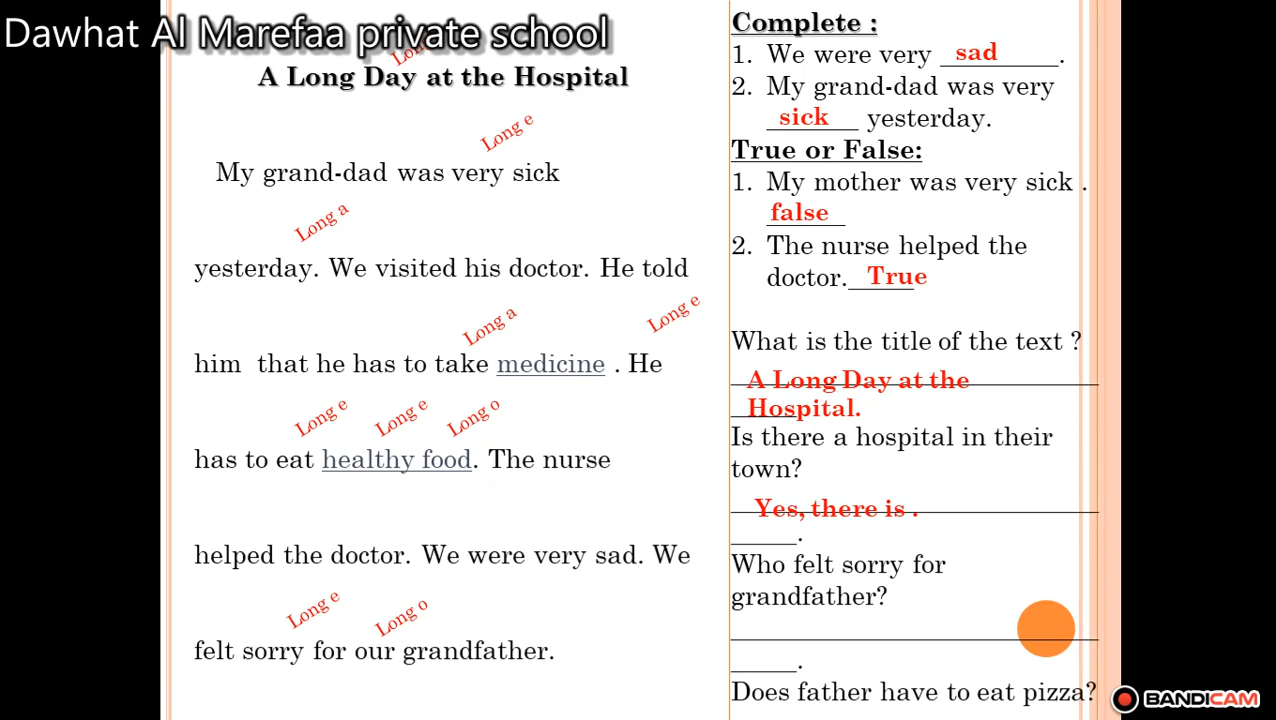 Dawhat Al Marefaa private school
A Long Day at the Hospital
Long e
My grand-dad was very sick
Long a
yesterday. We visited his doctor. He told
Long a
Long e
him that he has to take medicine . He
Long e Long e Long o
has to eat healthy food. The nurse
helped the doctor. We were very sad. We
Long e Long o
felt sorry for our grandfather.
Complete :
1. We were very sad.
2. My grand-dad was very
sick yesterday.
True or False:
1. My mother was very sick .
false
2. The nurse helped the
doctor. True
What is the title of the text ?
A Long Day at the
Hospital.
Is there a hospital in their
town?
Yes, there is .
Who felt sorry for
grandfather?
Does father have to eat pizza?
BANDICAM